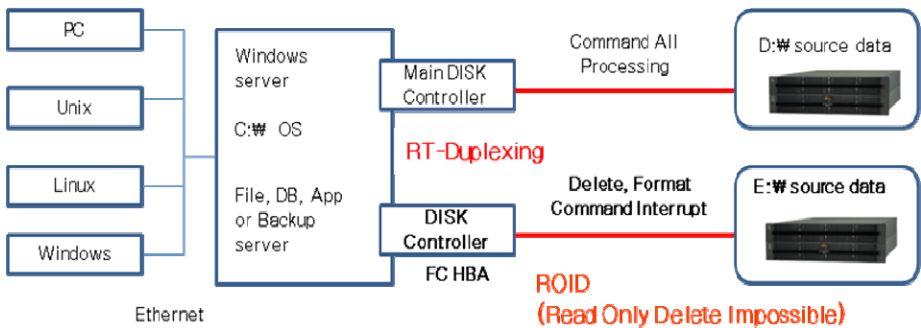 PC
Unix
Linux
Windows
Ethernet
Windows
server
C:₩ OS
File, DB, App
or Backup
server
Main DISK
Controller
RT-Duplexing
DISK
Controller
FC HBA
Command All
Processing
Delete, Format
Command Interrupt
ROID
(Read Only Delete Impossible)
D:₩ source data
E:₩ source data